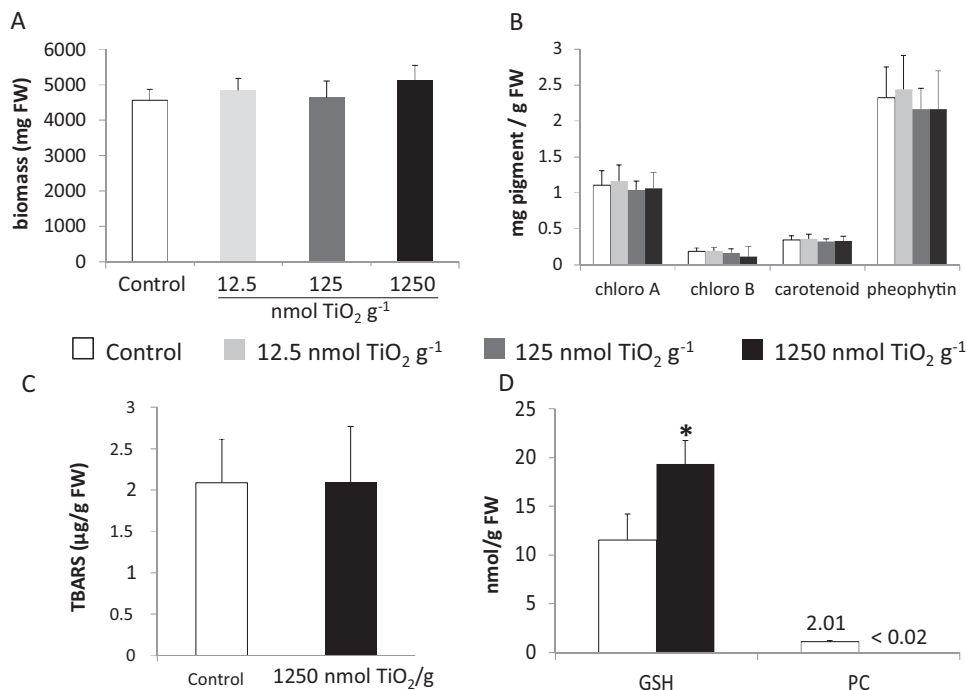 A
biomass (mg FW)
6000
5000
4000
3000
2000
1000
0
Control
12.5
125
1250
nmol TiO₂ g⁻¹
B
mg pigment / g FW
3
2.5
2
1.5
1
0.5
0
chloro A
chloro B
carotenoid
pheophytin
Control
12.5 nmol TiO₂ g⁻¹
125 nmol TiO₂ g⁻¹
1250 nmol TiO₂ g⁻¹
C
TBARS (μg/g FW)
3
2.5
2
1.5
1
0.5
0
Control
1250 nmol TiO₂/g
D
nmol/g FW
25
20
15
10
5
0
*
2.01
< 0.02
GSH
PC